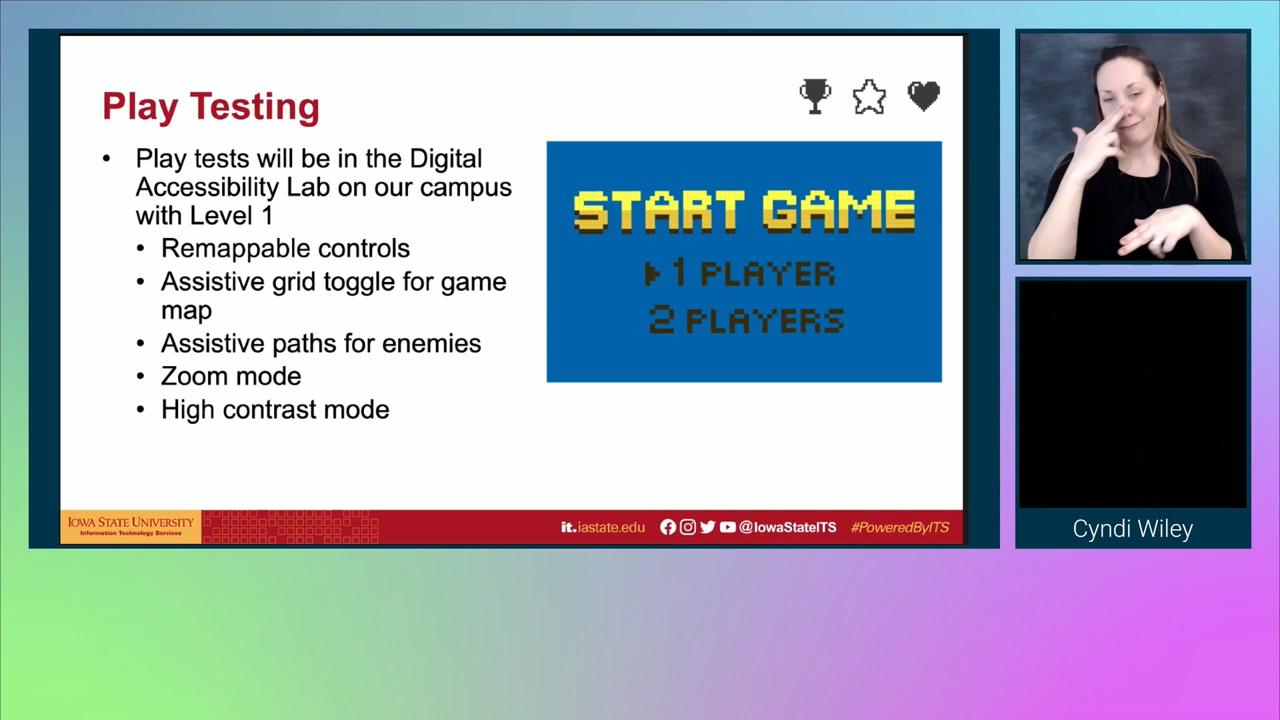 Play Testing
• Play tests will be in the Digital
Accessibility Lab on our campus
with Level 1
• Remappable controls
• Assistive grid toggle for game
map
• Assistive paths for enemies
• Zoom mode
• High contrast mode
START GAME
1 PLAYER
2 PLAYERS
IOWA STATE UNIVERSITY
Information Technology Services
it.iastate.edu
@IowaStateITS
#PoweredByITS
Cyndi Wiley